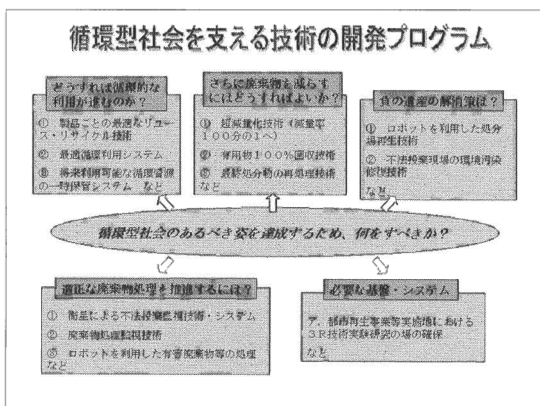 循環型社会を支える技術の開発プログラム
どうすれば循環的な
利用が進むのか？
① 製品ごとの最適なリユー
ス・リサイクル技術
② 最適循環利用システム
③ 将来利用可能な循環資源
の一時保管システム など
さらに廃棄物を減らす
にはどうすればよいか？
① 超減量化技術（減量率
１００分の１へ）
② 有用物１００％回収技術
③ 最終処分物の再処理技術
など
負の遺産の解消策は？
① ロボットを利用した処分
場再生技術
② 不法投棄現場の環境汚染
修復技術
など
循環型社会のあるべき姿を達成するため、何をすべきか？
適正な廃棄物処理を推進するには？
① 衛星による不法投棄監視技術・システム
② 廃棄物処理監視技術
③ ロボットを利用した有害廃棄物等の処理
など
必要な基盤・システム
ア．都市再生事業等実施地における
３Ｒ技術実験研究の場の確保
など